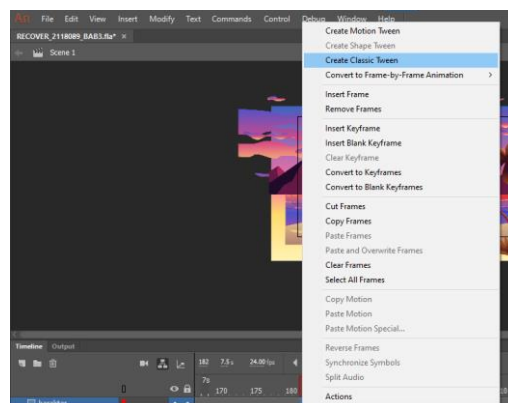 An File Edit View Insert Modify Text Commands Control Debug Window Help
RECOVER_2118089_BAB3.fla* ×
Scene 1
Create Motion Tween
Create Shape Tween
Create Classic Tween
Convert to Frame-by-Frame Animation >
Insert Frame
Remove Frames
Insert Keyframe
Insert Blank Keyframe
Clear Keyframe
Convert to Keyframes
Convert to Blank Keyframes
Cut Frames
Copy Frames
Paste Frames
Paste and Overwrite Frames
Clear Frames
Select All Frames
Copy Motion
Paste Motion
Paste Motion Special...
Reverse Frames
Synchronize Symbols
Split Audio
Actions
Timeline Output
182 7.5 s 24.00 fps
7s
170 175 180